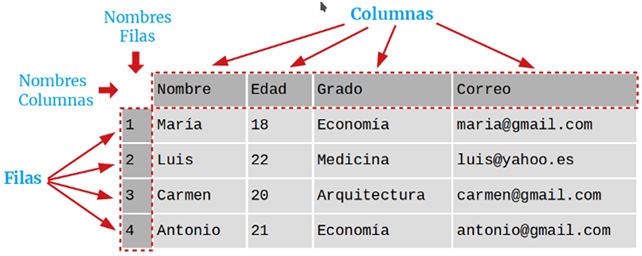 Columnas
Nombres
Filas
Nombres
Columnas
Nombre Edad Grado Correo
1 María 18 Economía maria@gmail.com
2 Luis 22 Medicina luis@yahoo.es
Filas
3 Carmen 20 Arquitectura carmen@gmail.com
4 Antonio 21 Economía antonio@gmail.com